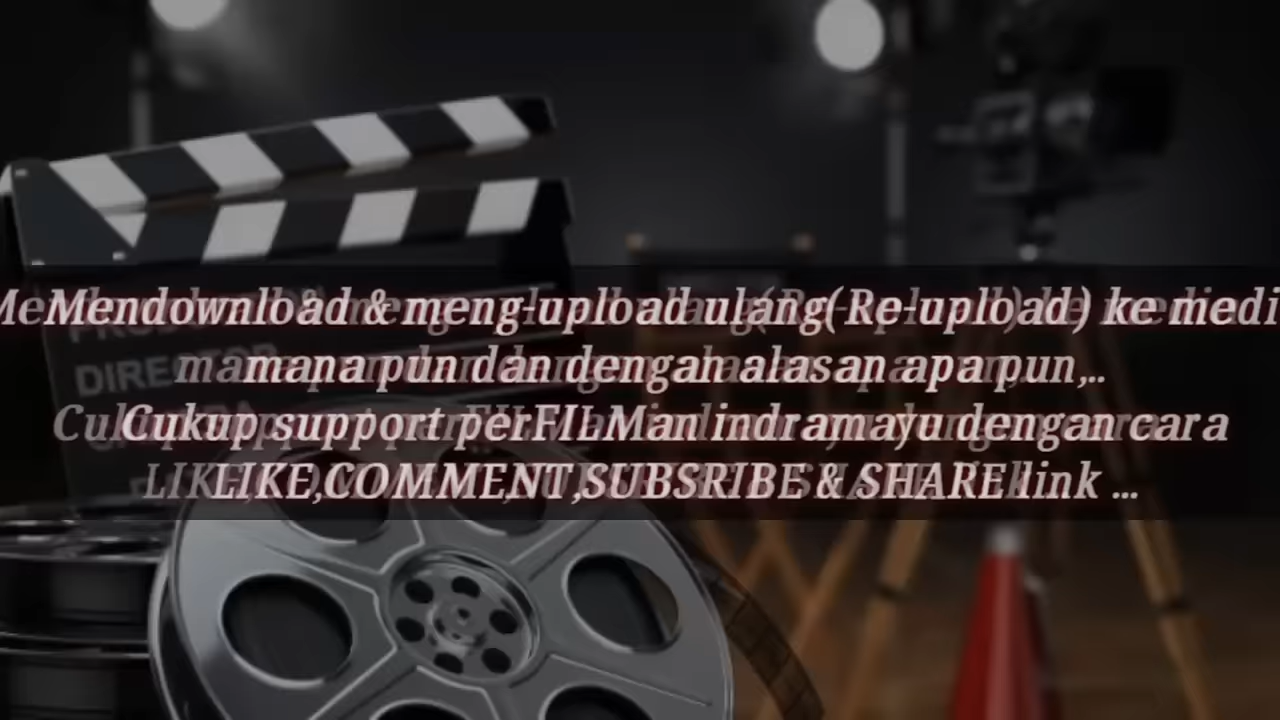 Mendownload & meng-upload ulang(Re-upload) ke medi
mana pun dan dengan alasan apa pun,..
Cukup support perFILMan indramayu dengan cara
LIKE,COMMENT,SUBSRIBE & SHARE link ...
DIRECTOR